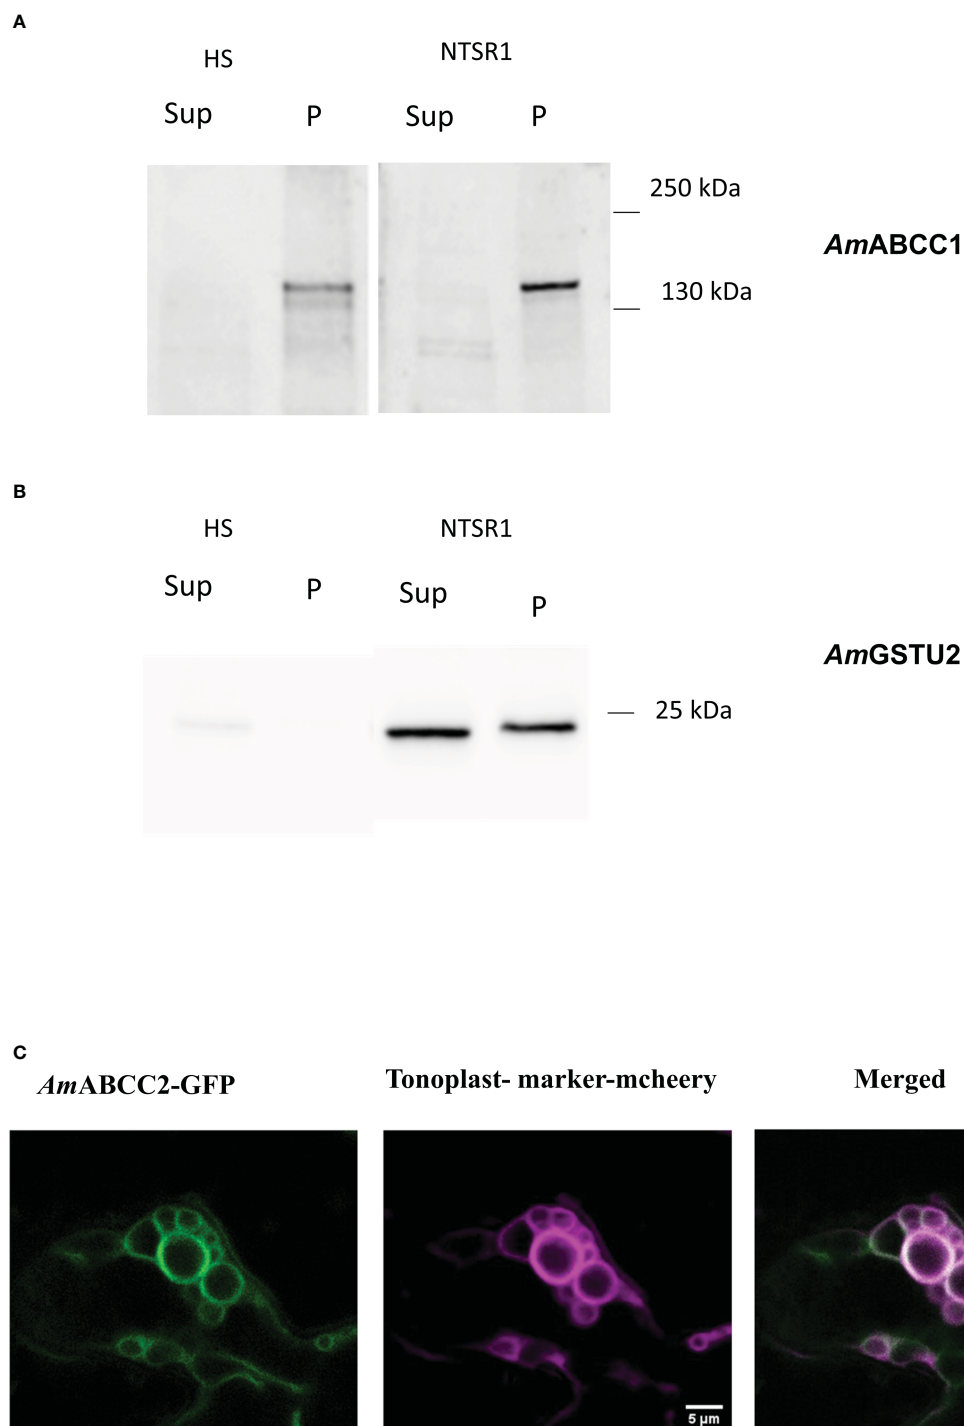 A
HS
NTSR1
Sup
P
Sup
P
250 kDa
AmABCC1
130 kDa
B
HS
NTSR1
Sup
P
Sup
P
AmGSTU2
25 kDa
C
AmABCC2-GFP
Tonoplast- marker-mcheery
Merged
5 µm